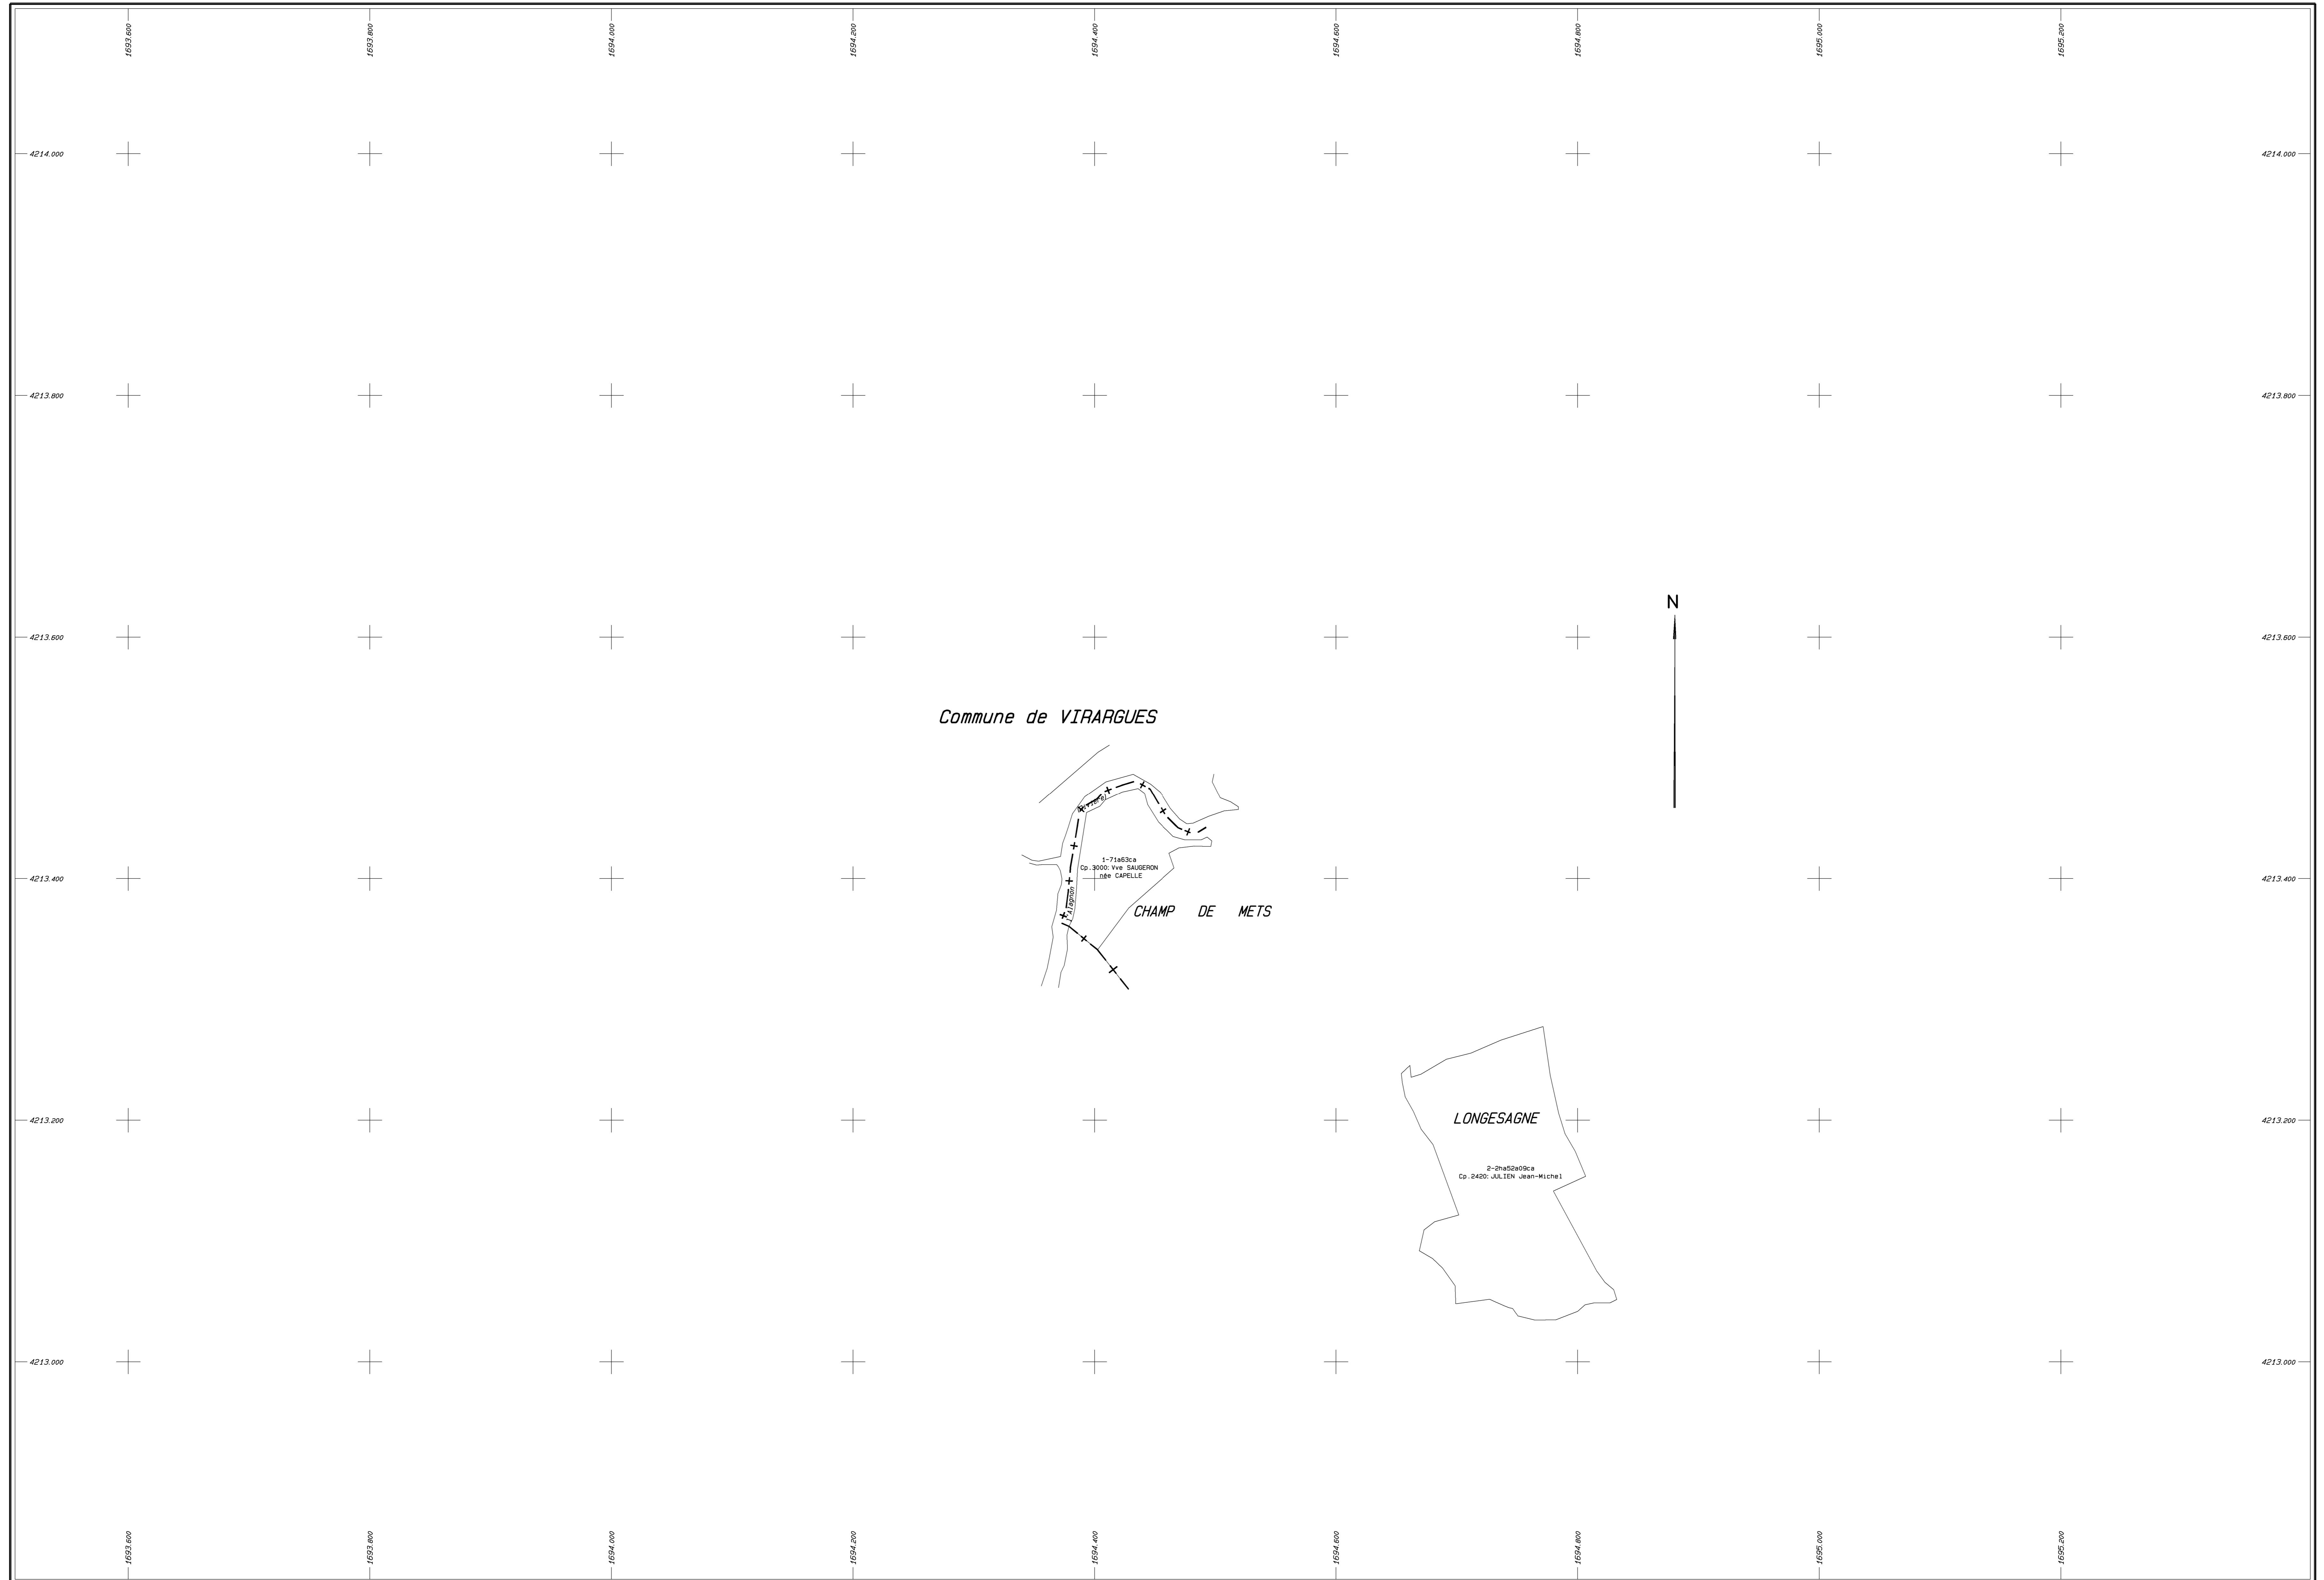 1693.600 1693.800 1694.000 1694.200 1694.400 1694.600 1694.800 1695.000 1695.200
4214.000 4214.000
4213.800 4213.800
4213.600 4213.600
N
Commune de VIRARGUES
Rivière
1-71a63ca
Cp.3000: Vve SAUGERON
née CAPELLE
4213.400 4213.400
l'Alagnon
CHAMP DE METS
LONGESAGNE
4213.200 4213.200
2-2ha52a09ca
Cp.2420: JULIEN Jean-Michel
4213.000 4213.000
1693.600 1693.800 1694.000 1694.200 1694.400 1694.600 1694.800 1695.000 1695.200